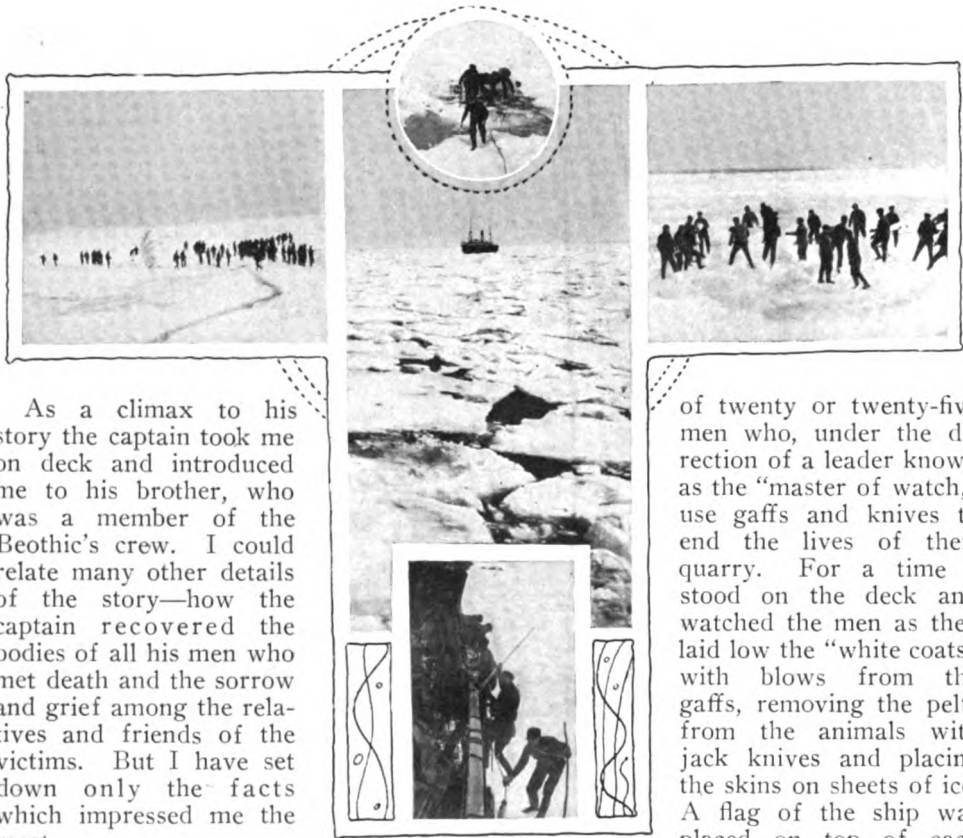 As a climax to his
story the captain took me
on deck and introduced
me to his brother, who
was a member of the
Beothic's crew. I could
relate many other details
of the story—how the
captain recovered the
bodies of all his men who
met death and the sorrow
and grief among the rela-
tives and friends of the
victims. But I have set
down only the facts
which impressed me the
of twenty or twenty-fiv
men who, under the di
rection of a leader know
as the "master of watch,
use gaffs and knives t
end the lives of thei
quarry. For a time
stood on the deck an
watched the men as the
laid low the "white coats
with blows from th
gaffs, removing the pelt
from the animals wit
jack knives and placin
the skins on sheets of ice
A flag of the ship wa
placed on top of eac